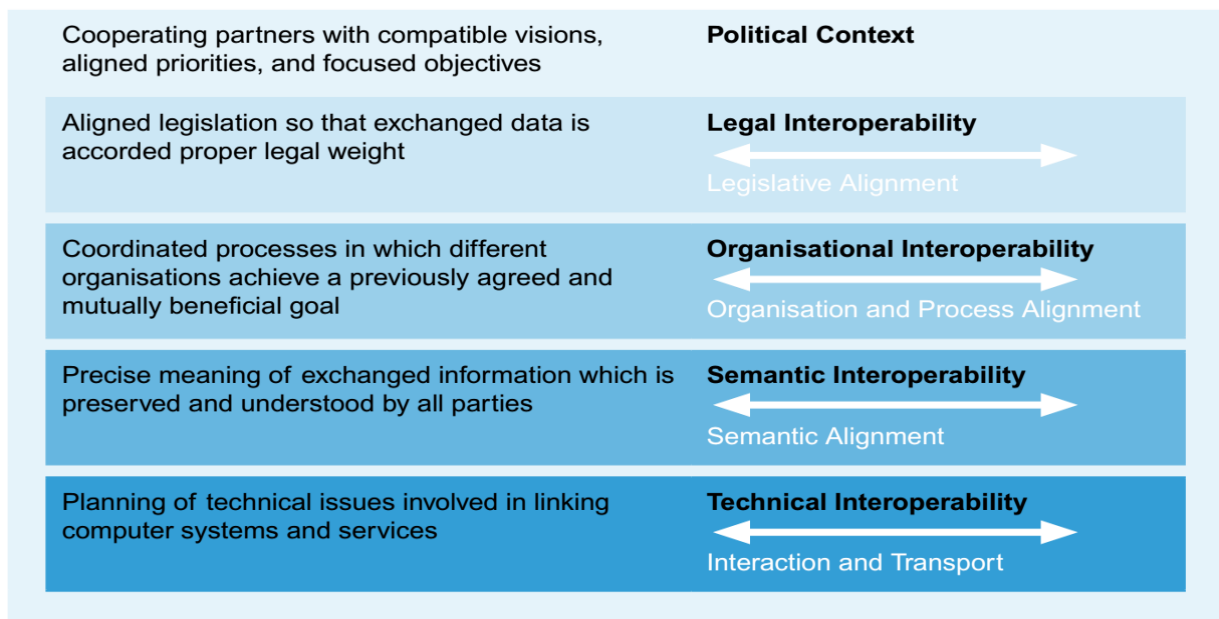 Cooperating partners with compatible visions,
aligned priorities, and focused objectives
Political Context
Aligned legislation so that exchanged data is
accorded proper legal weight
Legal Interoperability
Legislative Alignment
Coordinated processes in which different
organisations achieve a previously agreed and
mutually beneficial goal
Organisational Interoperability
Organisation and Process Alignment
Precise meaning of exchanged information which is
preserved and understood by all parties
Semantic Interoperability
Semantic Alignment
Planning of technical issues involved in linking
computer systems and services
Technical Interoperability
Interaction and Transport